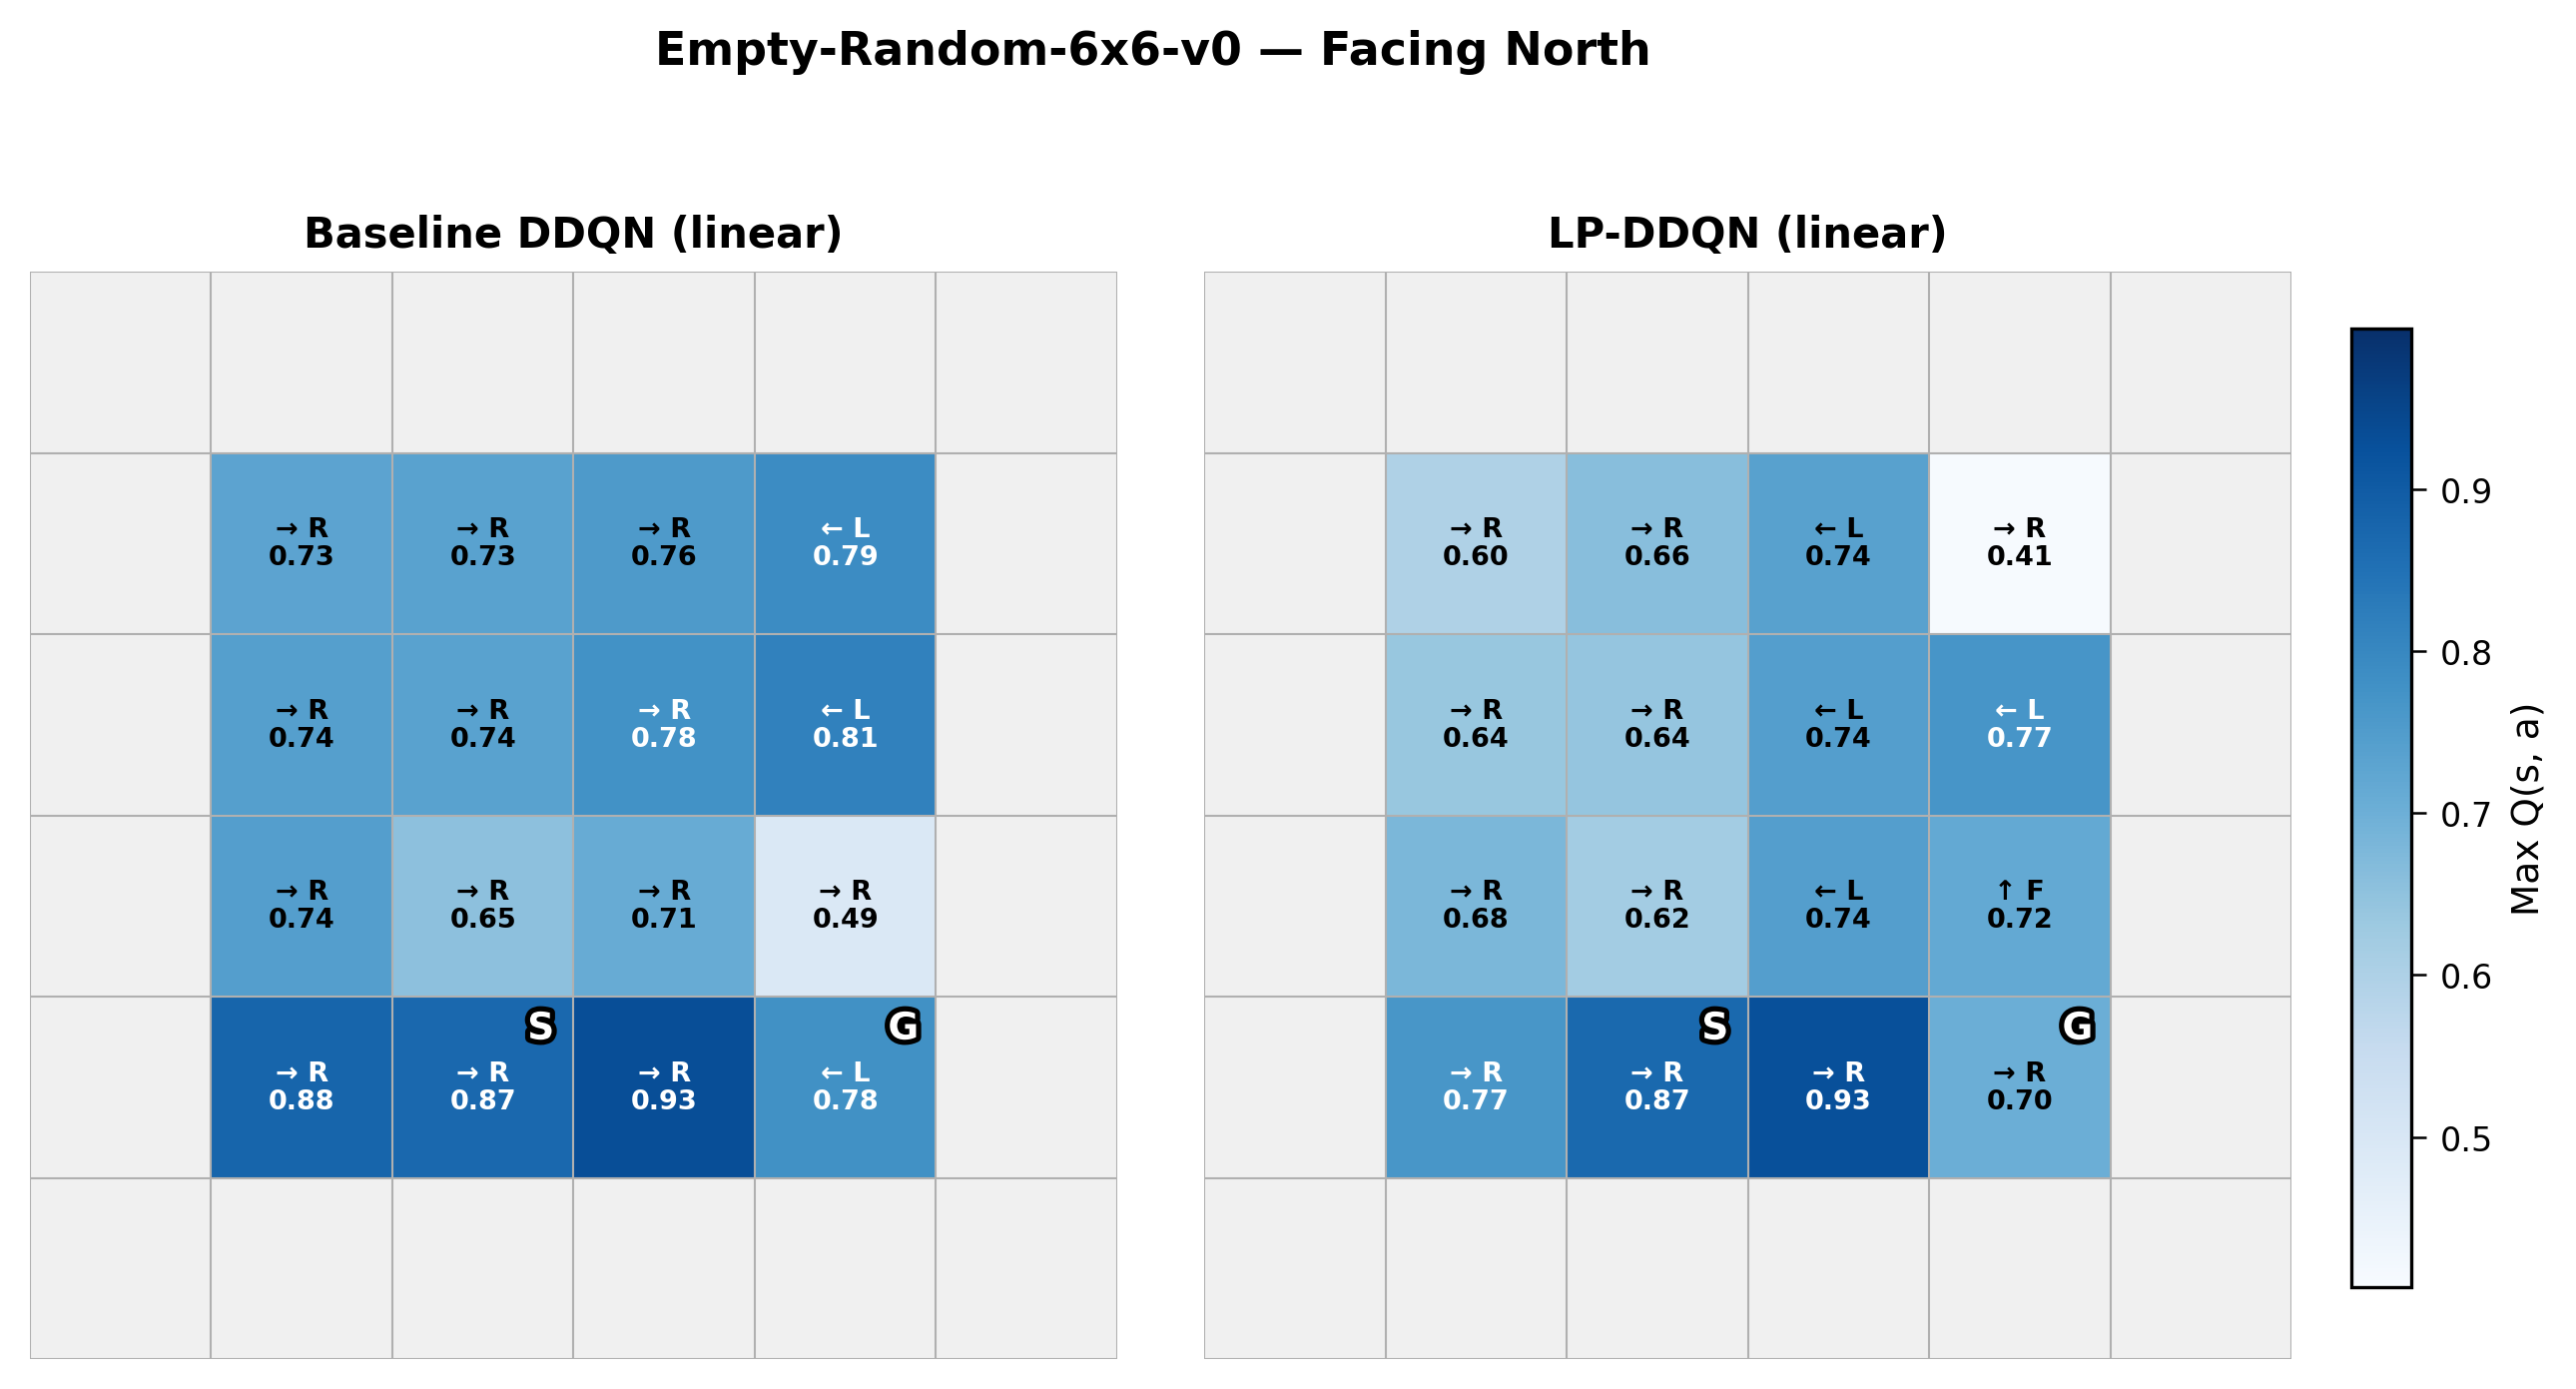 Empty-Random-6x6-v0 — Facing North
Baseline DDQN (linear)
→ R → R → R ← L
0.73 0.73 0.76 0.79
→ R → R → R ← L
0.74 0.74 0.78 0.81
→ R → R → R → R
0.74 0.65 0.71 0.49
S G
→ R → R → R ← L
0.88 0.87 0.93 0.78
LP-DDQN (linear)
→ R → R ← L → R
0.60 0.66 0.74 0.41
→ R → R ← L ← L
0.64 0.64 0.74 0.77
→ R → R ← L ↑ F
0.68 0.62 0.74 0.72
S G
→ R → R → R → R
0.77 0.87 0.93 0.70
0.9
0.8
0.7
0.6
0.5
Max Q(s, a)